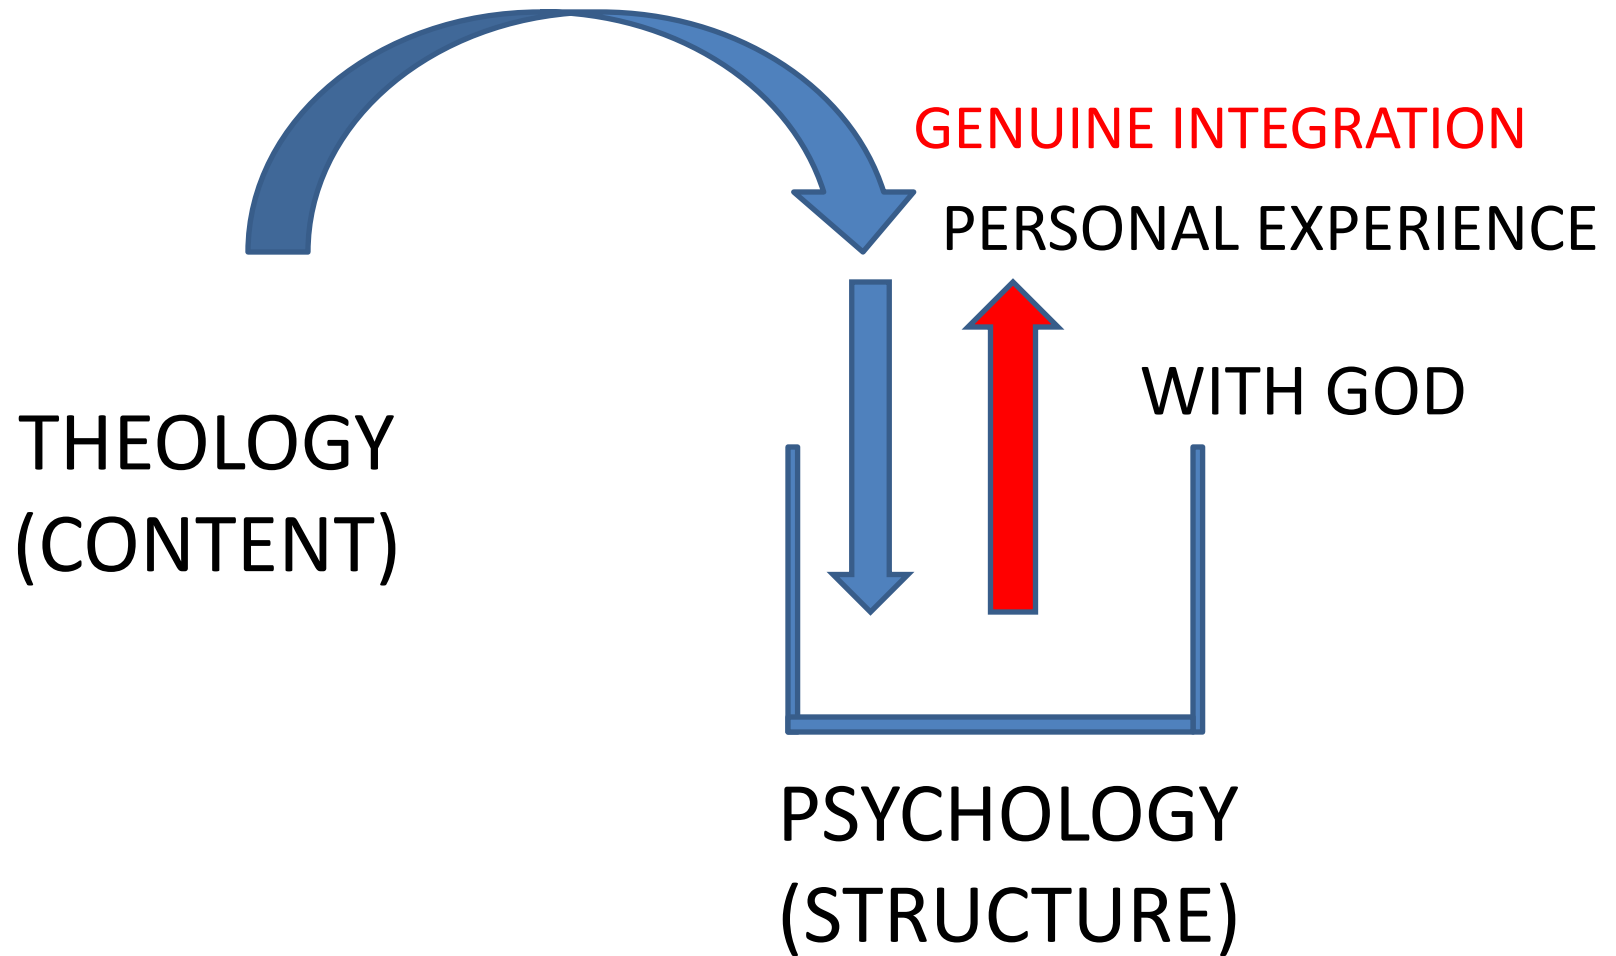 GENUINE INTEGRATION
PERSONAL EXPERIENCE
WITH GOD
THEOLOGY
(CONTENT)
PSYCHOLOGY
(STRUCTURE)